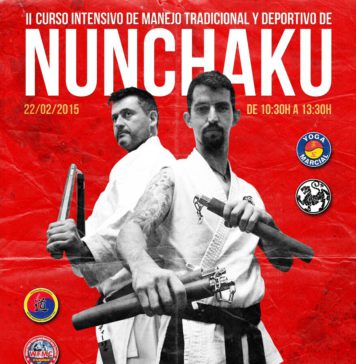 II CURSO INTENSIVO DE MANEJO TRADICIONAL Y DEPORTIVO DE
NUNCHAKU
22/02/2015
DE 10:30H A 13:30H
YOGA
MARCIAL